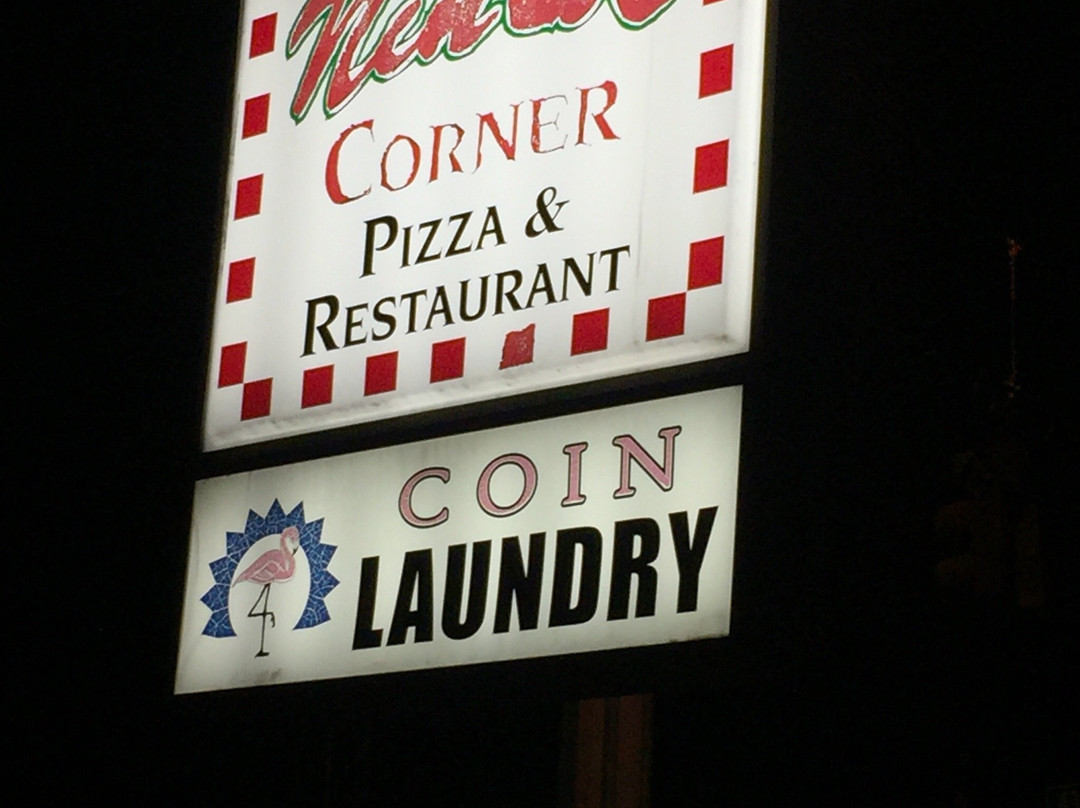 CORNER
PIZZA &
RESTAURANT
COIN
LAUNDRY